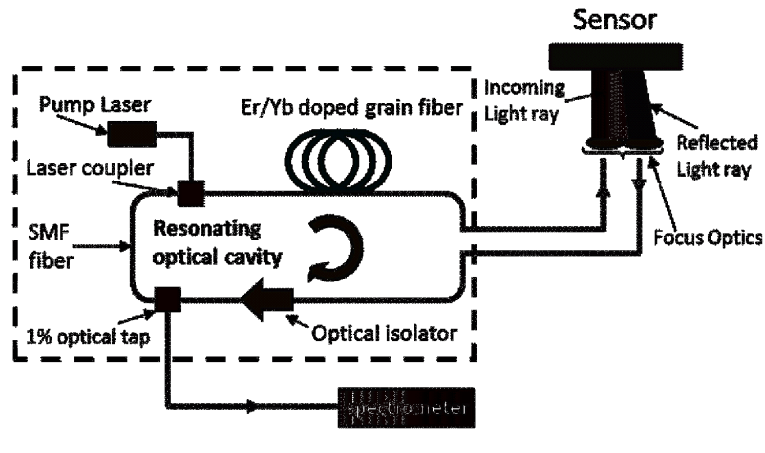 Sensor
Pump Laser
Er/Yb doped grain fiber
Incoming
Light ray
Reflected
Light ray
Laser coupler
SMF
fiber
Resonating
optical cavity
Focus Optics
1% optical tap
Optical isolator
spectrometer